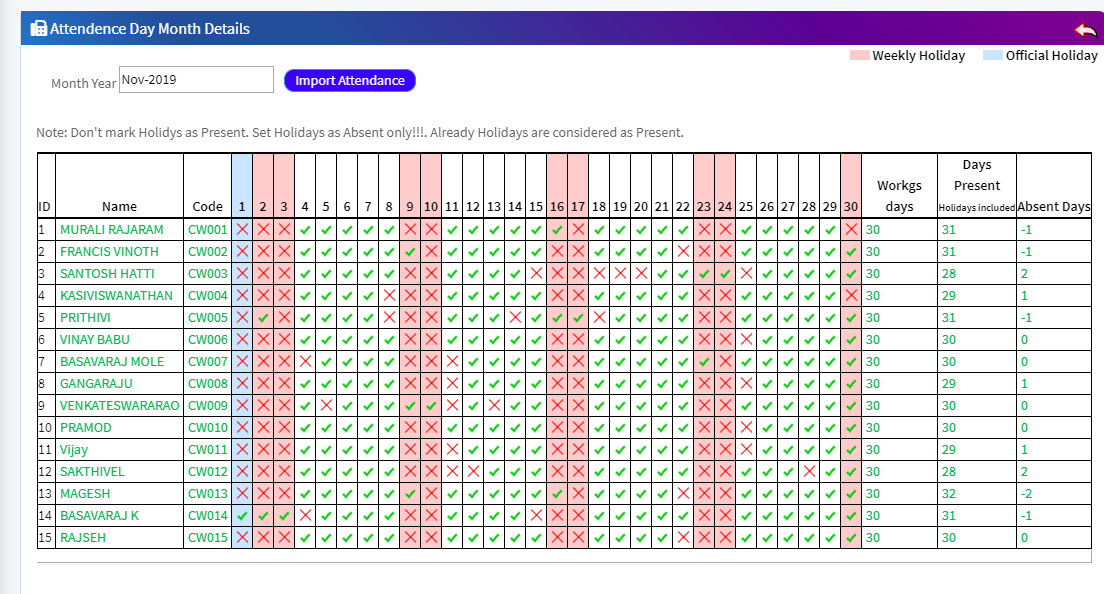 Attendence Day Month Details
Weekly Holiday Official Holiday
Month Year Nov-2019 Import Attendance
Note: Don't mark Holidys as Present. Set Holidays as Absent only!!!. Already Holidays are considered as Present.
ID Name Code 1 2 3 4 5 6 7 8 9 10 11 12 13 14 15 16 17 18 19 20 21 22 23 24 25 26 27 28 29 30 Workgs days Days Present Holidays included Absent Days
1 MURALI RAJARAM CW001 30 31 -1
2 FRANCIS VINOTH CW002 30 31 -1
3 SANTOSH HATTI CW003 30 28 2
4 KASIVISWANATHAN CW004 30 29 1
5 PRITHIVI CW005 30 31 -1
6 VINAY BABU CW006 30 30 0
7 BASAVARAJ MOLE CW007 30 30 0
8 GANGARAJU CW008 30 29 1
9 VENKATESWARARAO CW009 30 30 0
10 PRAMOD CW010 30 30 0
11 Vijay CW011 30 29 1
12 SAKTHIVEL CW012 30 28 2
13 MAGESH CW013 30 32 -2
14 BASAVARAJ K CW014 30 31 -1
15 RAJSEH CW015 30 30 0